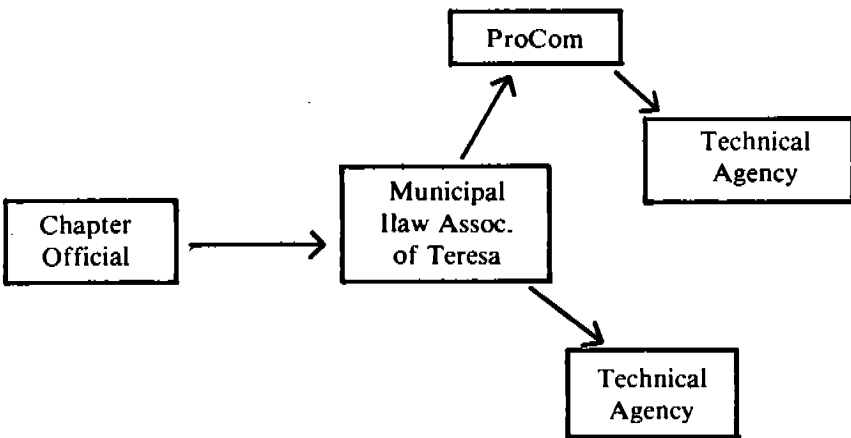 ProCom
Technical
Agency
Municipal
Ilaw Assoc.
of Teresa
Chapter
Official
Technical
Agency